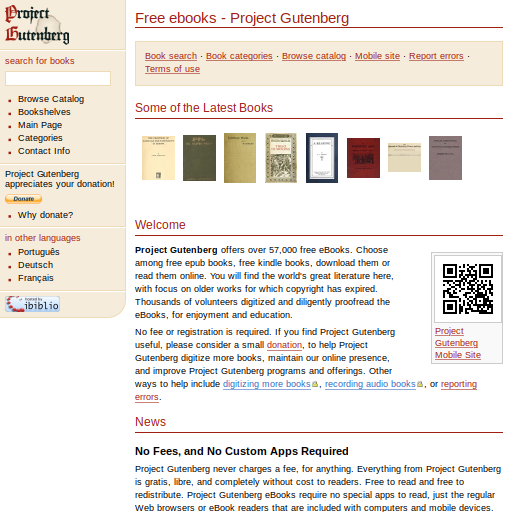 Project
Gutenberg
search for books
Browse Catalog
Bookshelves
Main Page
Categories
Contact Info
Project Gutenberg
appreciates your donation!
Donate
Why donate?
in other languages
Português
Deutsch
Français
hosted by
ibiblio
Free ebooks - Project Gutenberg
Book search · Book categories · Browse catalog · Mobile site · Report errors ·
Terms of use
Some of the Latest Books
Welcome
Project Gutenberg offers over 57,000 free eBooks. Choose
among free epub books, free kindle books, download them or
read them online. You will find the world's great literature here,
with focus on older works for which copyright has expired.
Thousands of volunteers digitized and diligently proofread the
eBooks, for enjoyment and education.
No fee or registration is required. If you find Project Gutenberg
useful, please consider a small donation, to help Project
Gutenberg digitize more books, maintain our online presence,
and improve Project Gutenberg programs and offerings. Other
ways to help include digitizing more books, recording audio books, or reporting
errors.
Project
Gutenberg
Mobile Site
News
No Fees, and No Custom Apps Required
Project Gutenberg never charges a fee, for anything. Everything from Project Gutenberg
is gratis, libre, and completely without cost to readers. Free to read and free to
redistribute. Project Gutenberg eBooks require no special apps to read, just the regular
Web browsers or eBook readers that are included with computers and mobile devices.